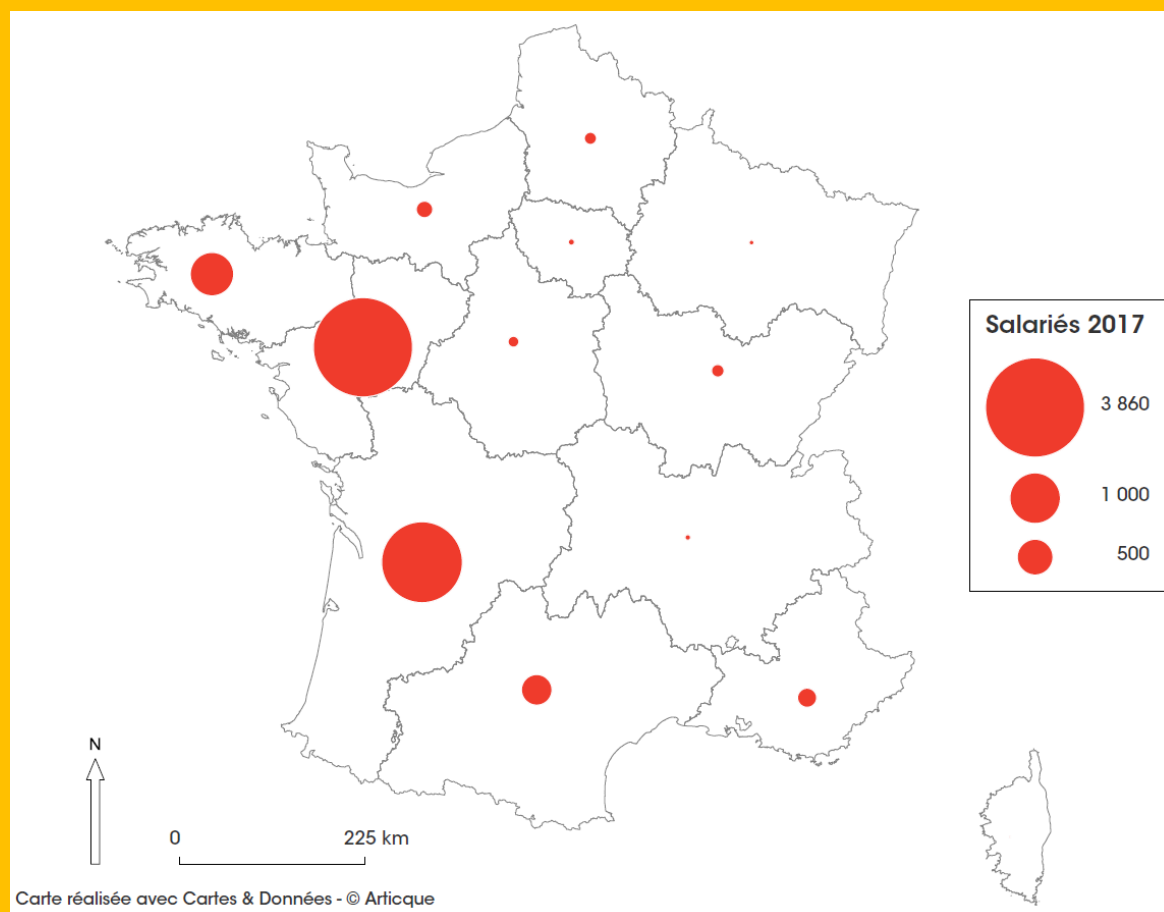 Salariés 2017
3 860
1 000
500
N
0 225 km
Carte réalisée avec Cartes & Données - © Articque